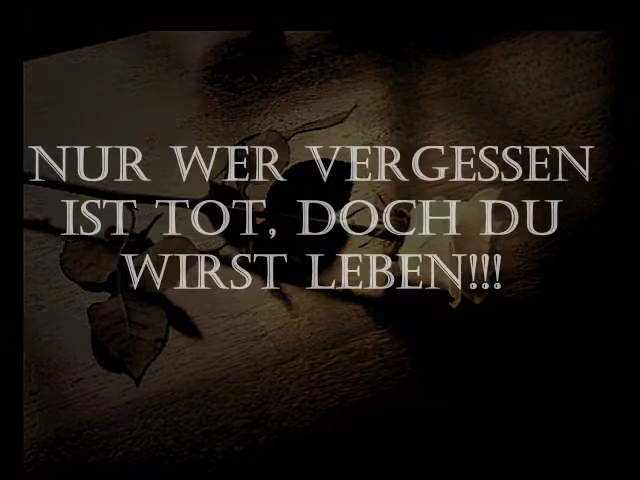 NUR WER VERGESSEN
IST TOT, DOCH DU
WIRST LEBEN!!!